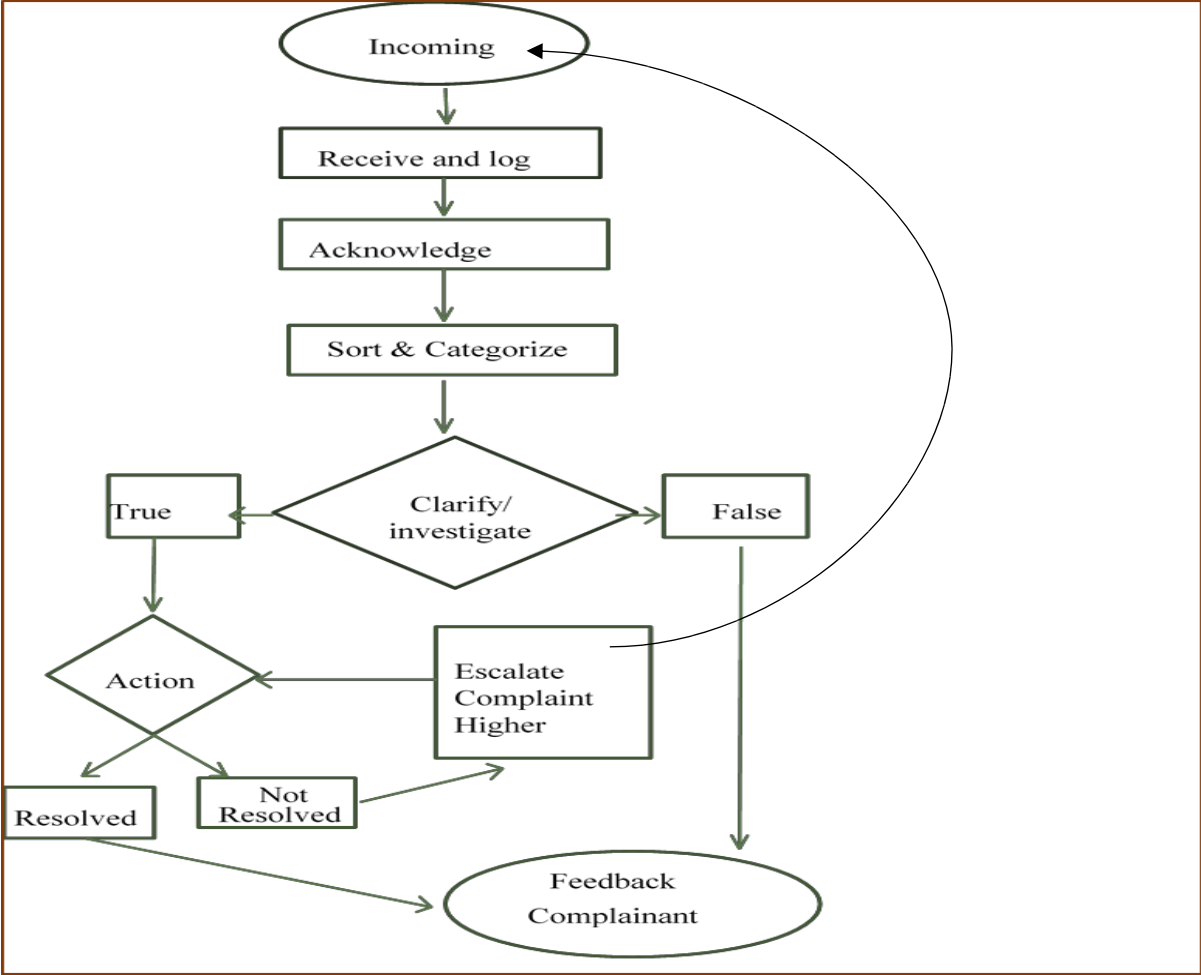 Incoming
Receive and log
Acknowledge
Sort & Categorize
Clarify/
investigate
True
False
Action
Escalate
Complaint
Higher
Not
Resolved
Resolved
Feedback
Complainant